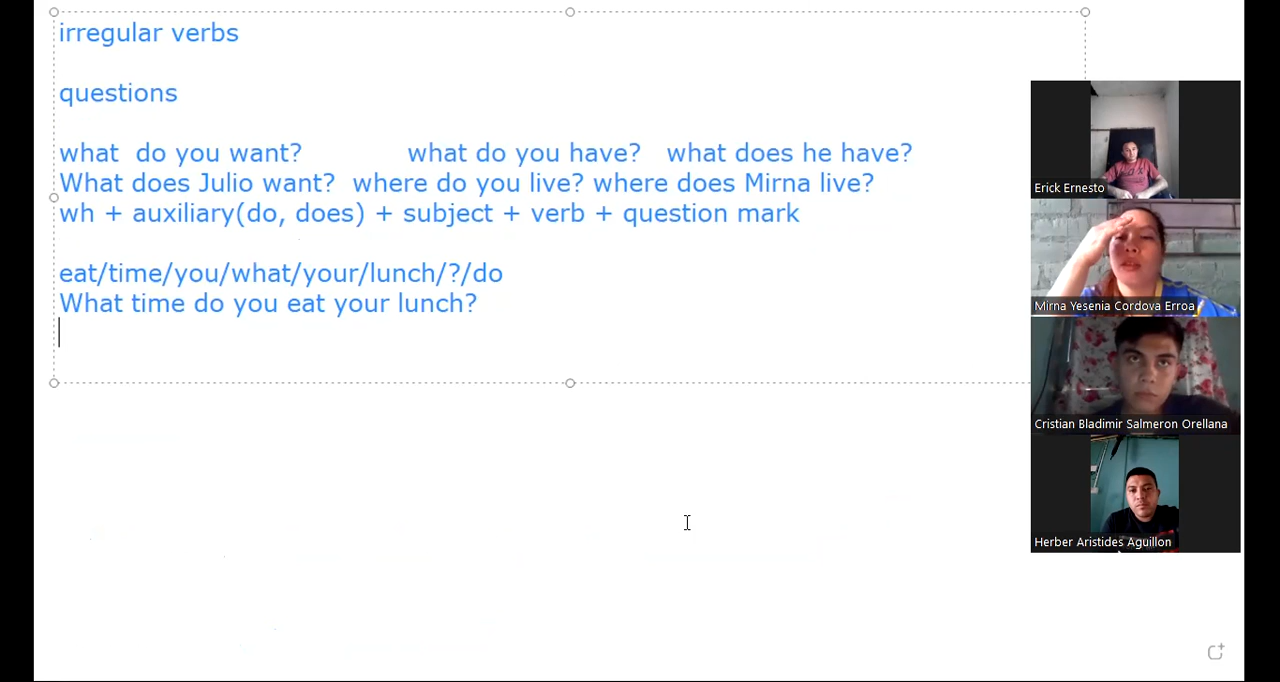 irregular verbs
questions
what  do you want?            what do you have?   what does he have?
What does Julio want?  where do you live? where does Mirna live?
wh + auxiliary(do, does) + subject + verb + question mark
eat/time/you/what/your/lunch/?/do
What time do you eat your lunch?
Erick Ernesto
Mirna Yesenia Cordova Erroa
Cristian Bladimir Salmeron Orellana
Herber Aristides Aguillon